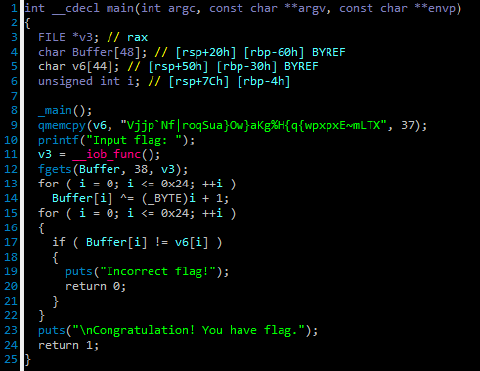 1 int __cdecl main(int argc, const char **argv, const char **envp)
2 {
3 FILE *v3; // rax
4 char Buffer[48]; // [rsp+20h] [rbp-60h] BYREF
5 char v6[44]; // [rsp+50h] [rbp-30h] BYREF
6 unsigned int i; // [rsp+7Ch] [rbp-4h]
7
8 _main();
9 qmemcpy(v6, "Vjjp`Nf|roqSua}Ow}aKg%H{q{wpxpxE~mLTX", 37);
10 printf("Input flag: ");
11 v3 = __iob_func();
12 fgets(Buffer, 38, v3);
13 for ( i = 0; i <= 0x24; ++i )
14 Buffer[i] ^= (_BYTE)i + 1;
15 for ( i = 0; i <= 0x24; ++i )
16 {
17 if ( Buffer[i] != v6[i] )
18 {
19 puts("Incorrect flag!");
20 return 0;
21 }
22 }
23 puts("\nCongratulation! You have flag.");
24 return 1;
25 }